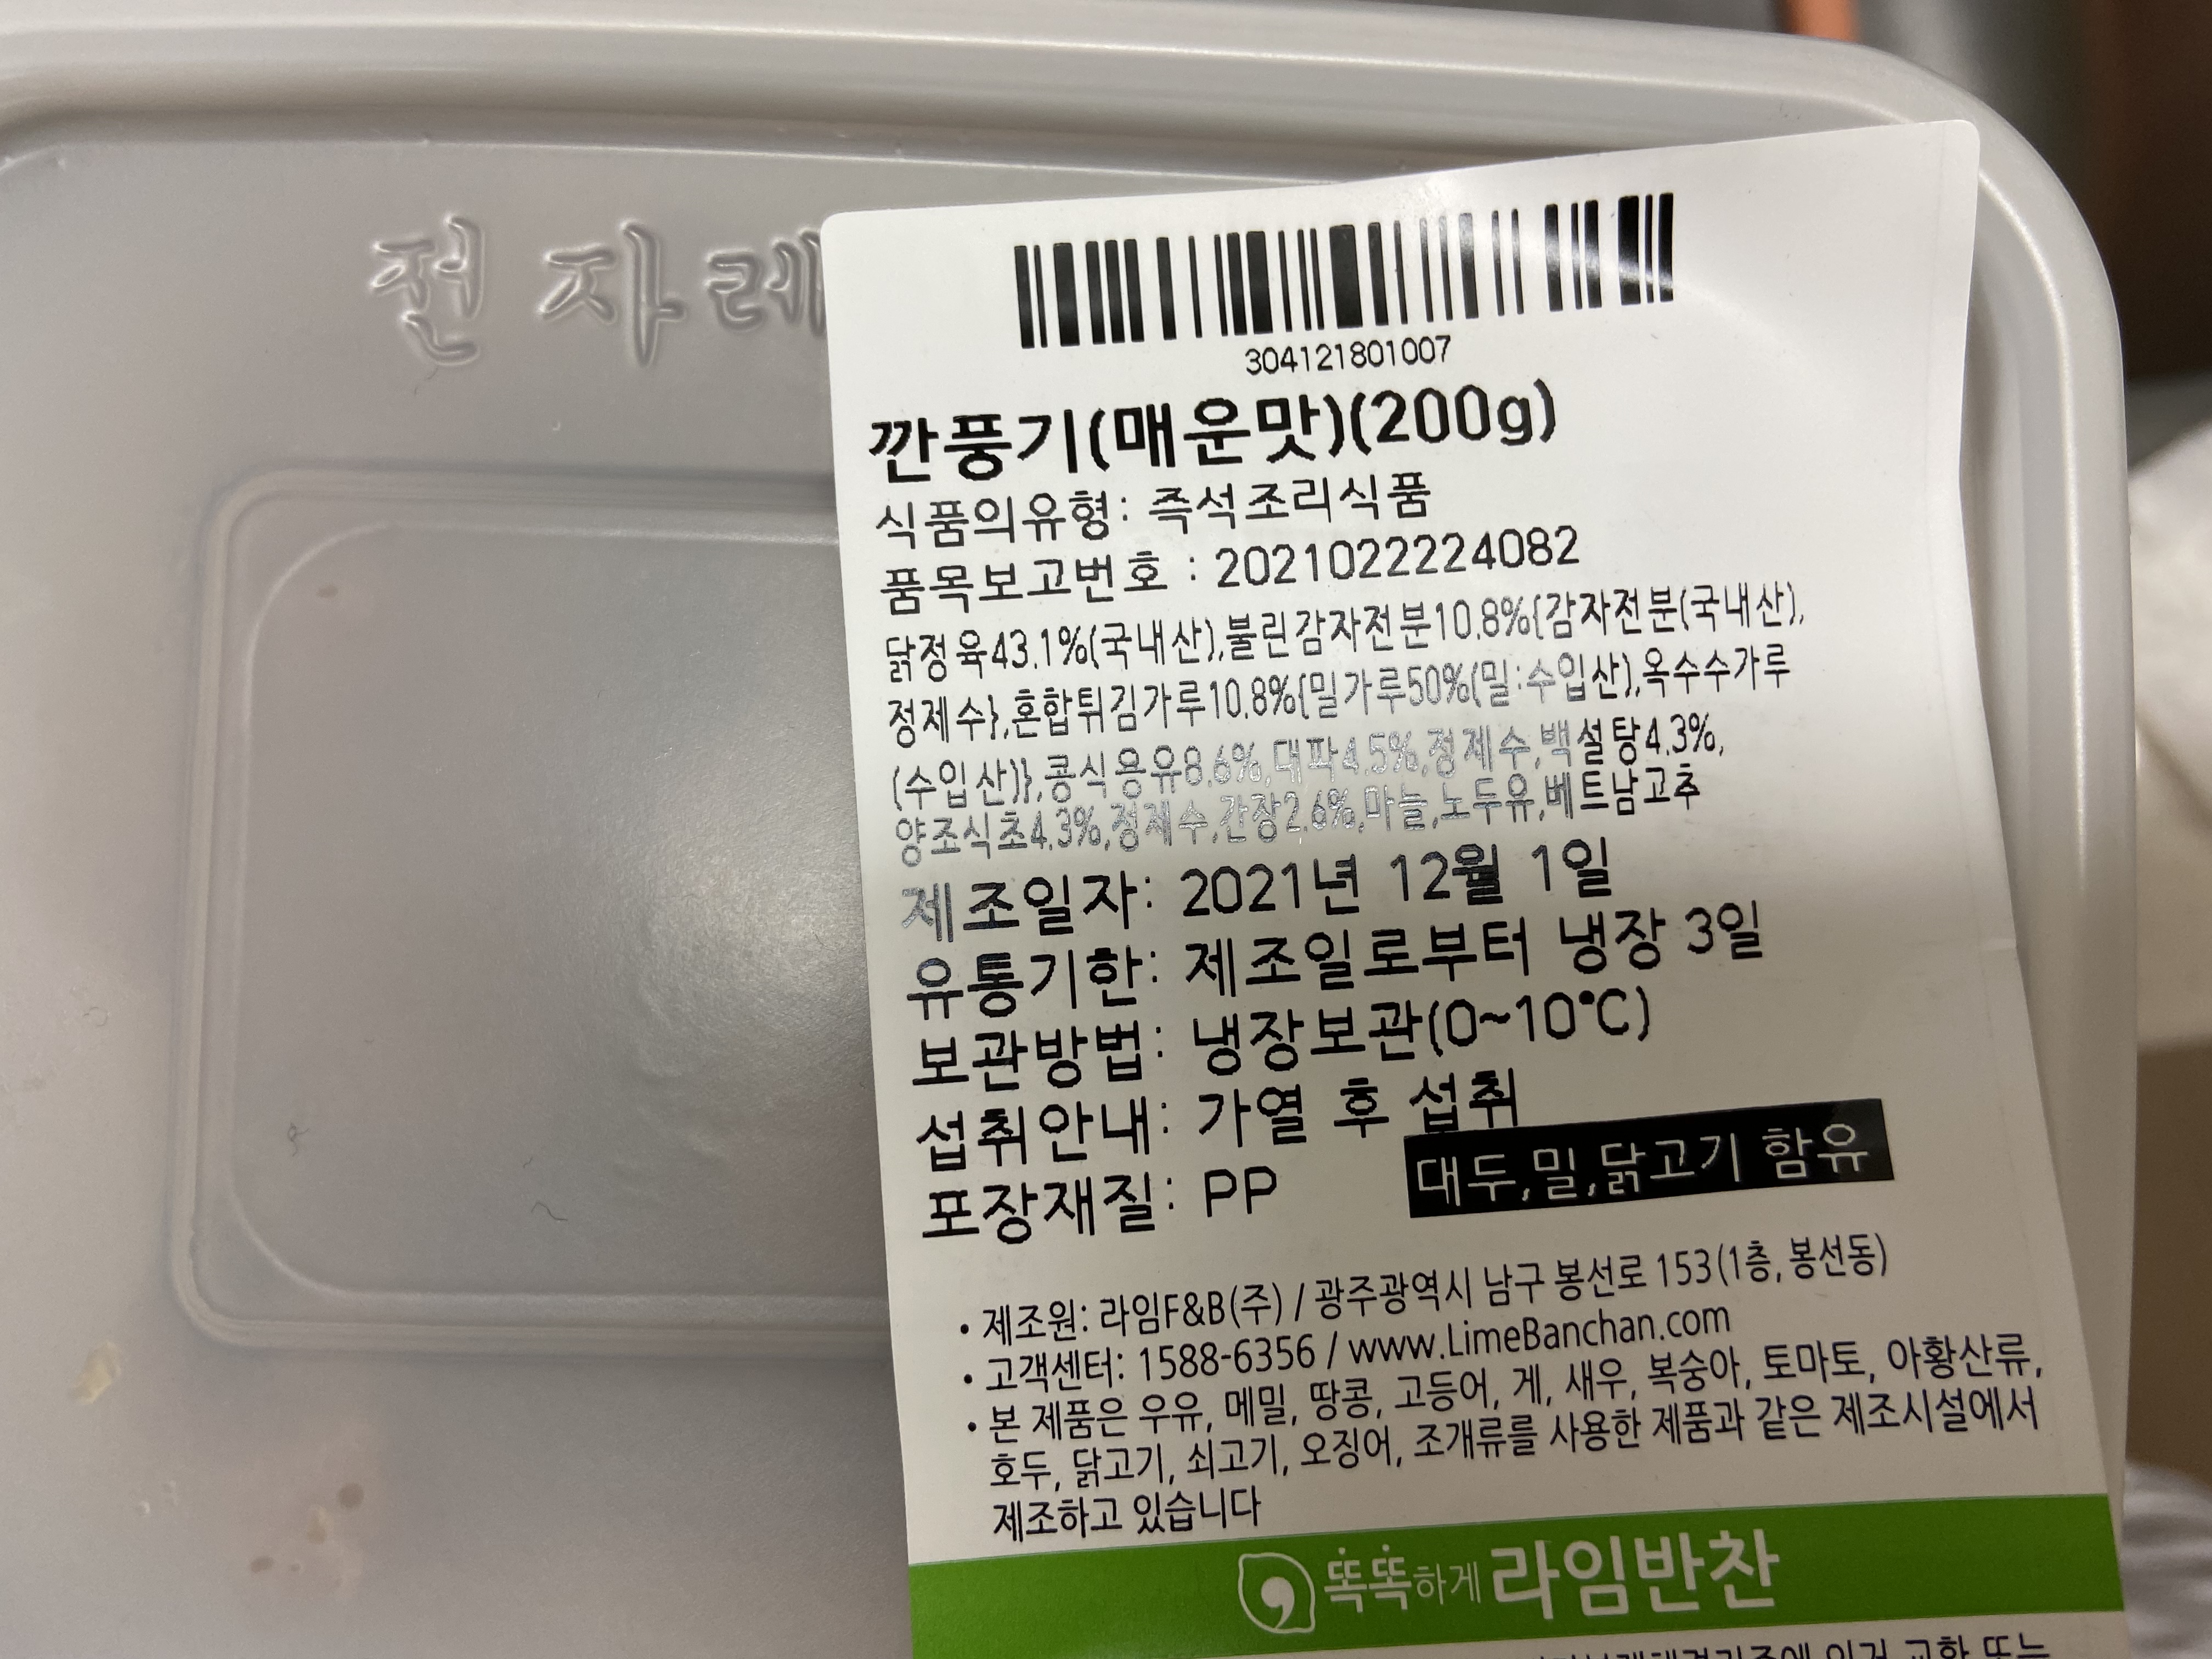 전자레
304121801007
깐풍기(매운맛)(200g)
식품의유형: 즉석조리식품
품목보고번호 : 2021022224082
닭정육43.1%(국내산),불린감자전분10.8%{감자전분(국내산),
정제수},혼합튀김가루10.8%{밀가루50%(밀:수입산),옥수수가루
(수입산)},콩식용유8.6%,대파4.5%,정제수,백설탕4.3%,
양조식초4.3%,정제수,간장2.6%,마늘,노두유,베트남고추
제조일자: 2021년 12월 1일
유통기한: 제조일로부터 냉장 3일
보관방법: 냉장보관(0~10℃)
섭취안내: 가열 후 섭취
포장재질: PP
대두,밀,닭고기 함유
• 제조원: 라임F&B(주) / 광주광역시 남구 봉선로 153(1층, 봉선동)
• 고객센터: 1588-6356 / www.LimeBanchan.com
• 본 제품은 우유, 메밀, 땅콩, 고등어, 게, 새우, 복숭아, 토마토, 아황산류,
호두, 닭고기, 쇠고기, 오징어, 조개류를 사용한 제품과 같은 제조시설에서
제조하고 있습니다
똑똑하게 라임반찬
의거 교환 또는